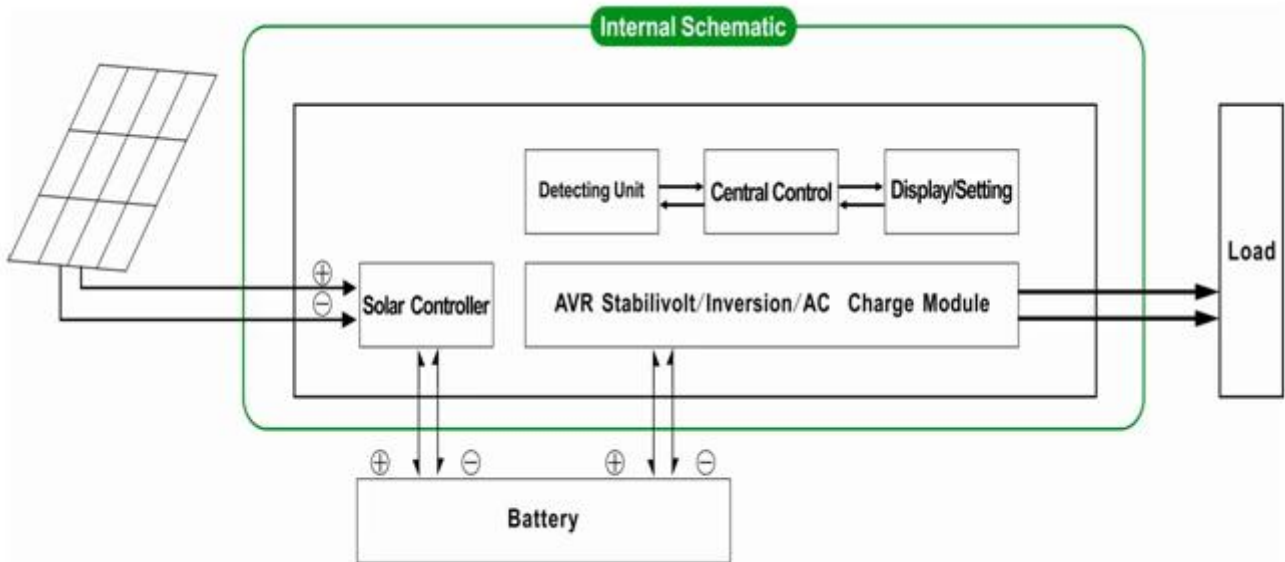 Internal Schematic
Detecting Unit
Central Control
Display/Setting
Load
⊕
⊖
Solar Controller
AVR Stabilivolt/Inversion/AC Charge Module
⊕ ⊖ ⊕ ⊖
Battery